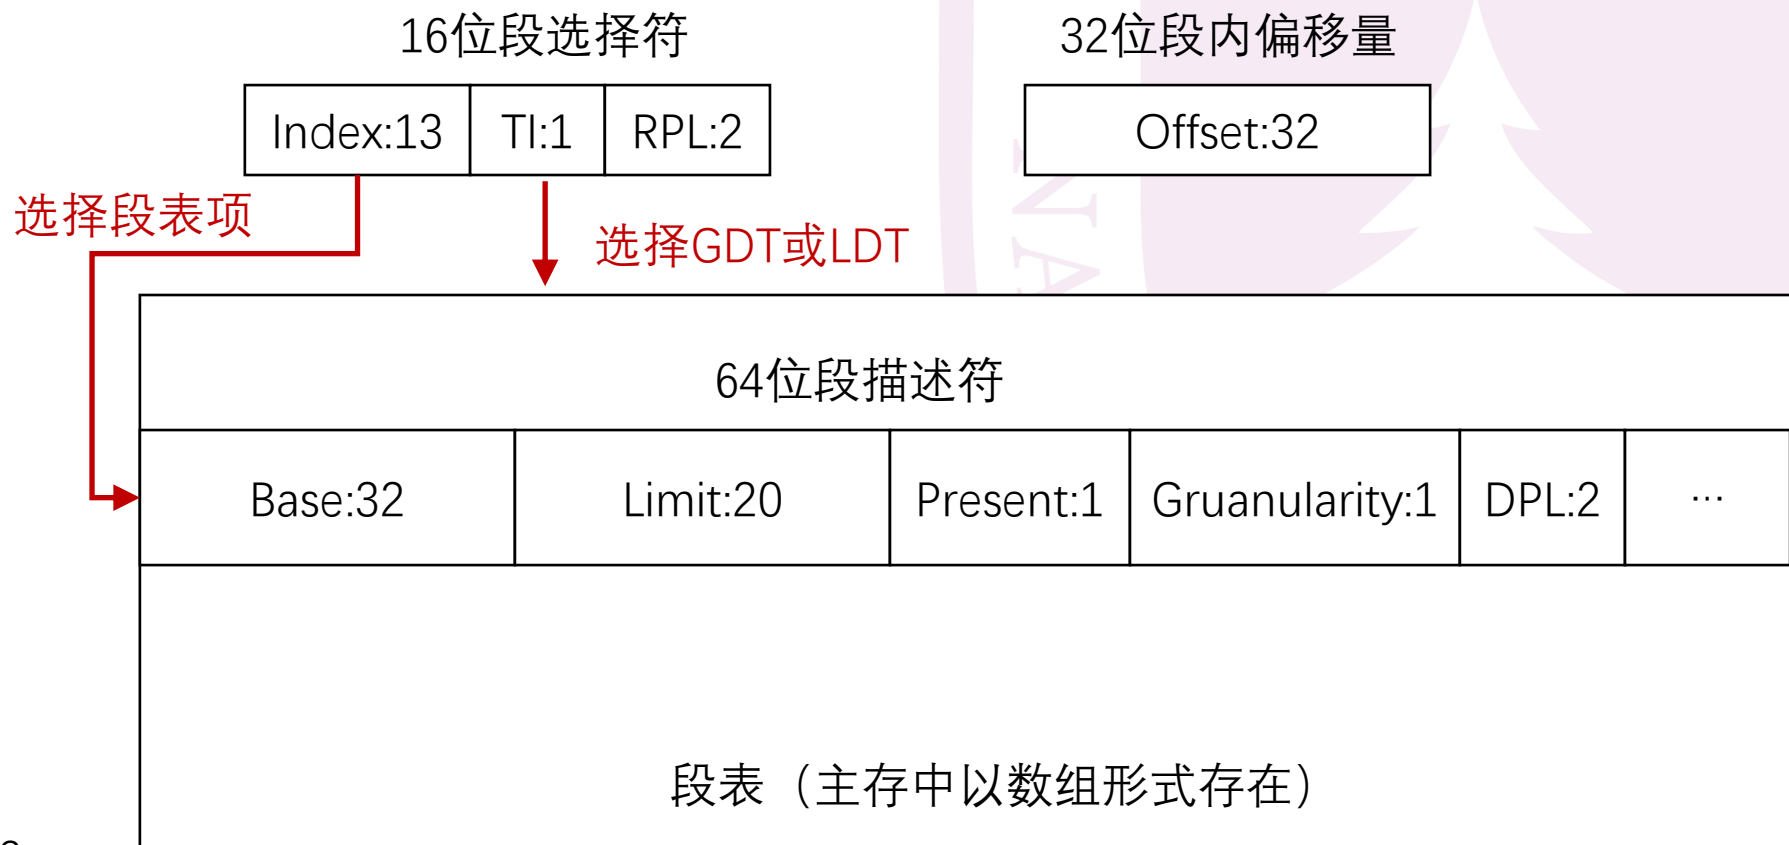 16位段选择符
32位段内偏移量
Index:13 TI:1 RPL:2
Offset:32
选择段表项
选择GDT或LDT
64位段描述符
Base:32 Limit:20 Present:1 Gruanularity:1 DPL:2 ...
段表（主存中以数组形式存在）